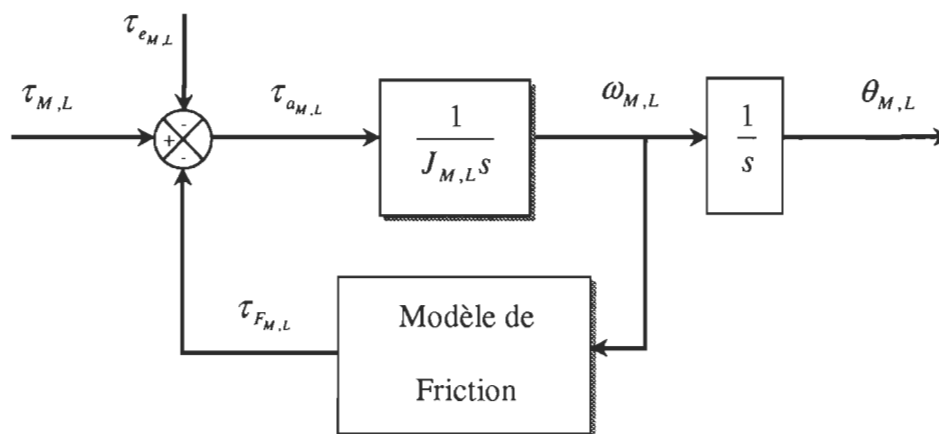 τ_{e_{M,L}}
τ_{M,L}
τ_{a_{M,L}}
ω_{M,L}
θ_{M,L}
-
+
-
1
J_{M,L}s
1
s
τ_{F_{M,L}}
Modèle de
Friction